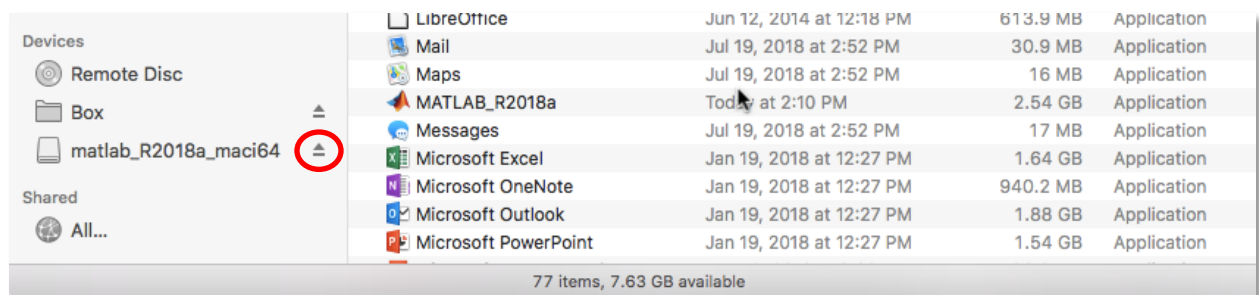 Devices
Remote Disc
Box
matlab_R2018a_maci64
Shared
All...
LibreOffice Jun 12, 2014 at 12:18 PM 613.9 MB Application
Mail Jul 19, 2018 at 2:52 PM 30.9 MB Application
Maps Jul 19, 2018 at 2:52 PM 16 MB Application
MATLAB_R2018a Today at 2:10 PM 2.54 GB Application
Messages Jul 19, 2018 at 2:52 PM 17 MB Application
Microsoft Excel Jan 19, 2018 at 12:27 PM 1.64 GB Application
Microsoft OneNote Jan 19, 2018 at 12:27 PM 940.2 MB Application
Microsoft Outlook Jan 19, 2018 at 12:27 PM 1.88 GB Application
Microsoft PowerPoint Jan 19, 2018 at 12:27 PM 1.54 GB Application
77 items, 7.63 GB available